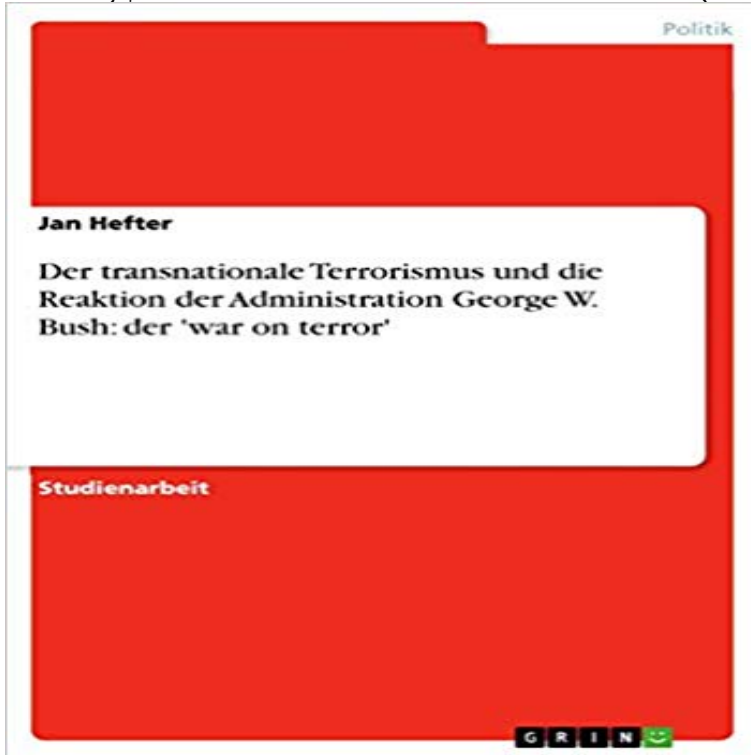 Politik
Jan Hefter
Der transnationale Terrorismus und die
Reaktion der Administration George W.
Bush: der 'war on terror'
Studienarbeit
GRIN